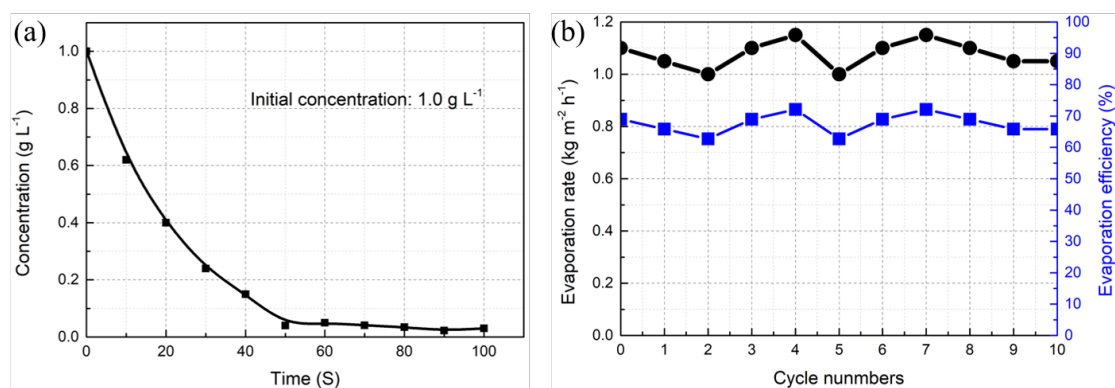 (a)
1.0
0.8
0.6
0.4
0.2
0.0
Concentration (g L⁻¹)
Initial concentration: 1.0 g L⁻¹
0 20 40 60 80 100
Time (S)
(b)
1.2
1.0
0.8
0.6
0.4
0.2
0.0
Evaporation rate (kg m⁻² h⁻¹)
100
90
80
70
60
50
40
30
20
10
0
Evaporation efficiency (%)
0 1 2 3 4 5 6 7 8 9 10
Cycle nunmbers